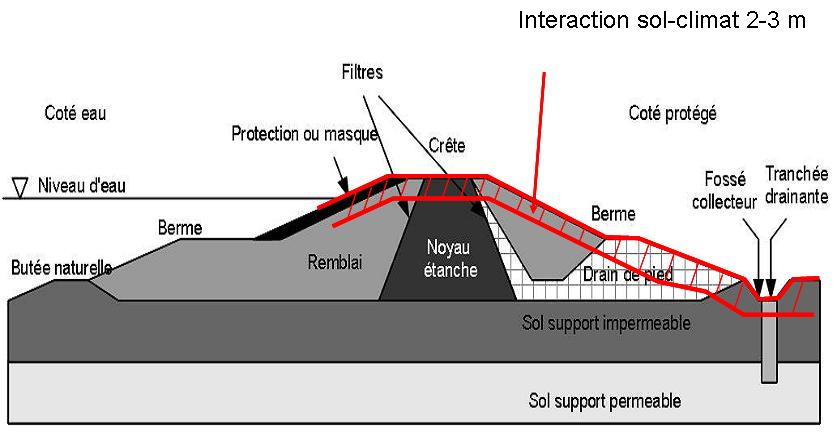 Interaction sol-climat 2-3 m
Filtres
Coté eau
Coté protégé
Protection ou masque
Crête
Fossé
collecteur
Tranchée
drainante
Niveau d'eau
Berme
Berme
Noyau
étanche
Remblai
Butée naturelle
Drain de pied
Sol support impermeable
Sol support permeable